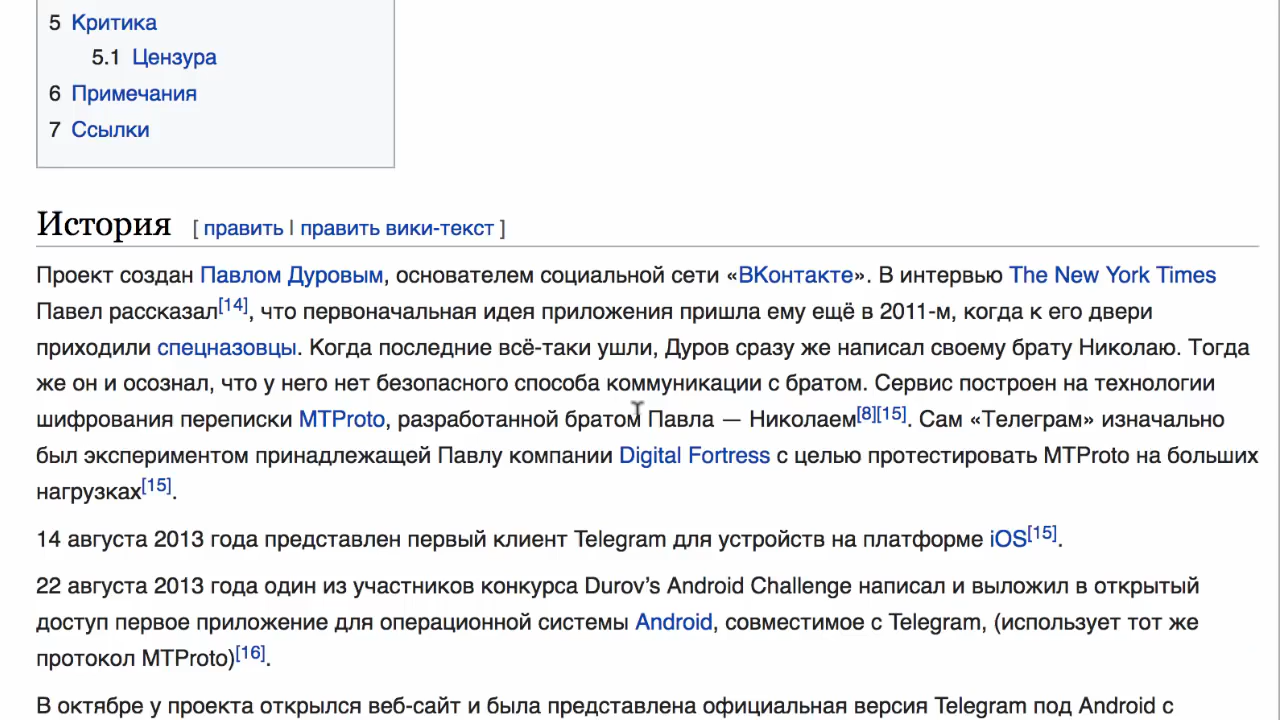 5 Критика
5.1 Цензура
6 Примечания
7 Ссылки
История [ править | править вики-текст ]
Проект создан Павлом Дуровым, основателем социальной сети «ВКонтакте». В интервью The New York Times
Павел рассказал[14], что первоначальная идея приложения пришла ему ещё в 2011-м, когда к его двери
приходили спецназовцы. Когда последние всё-таки ушли, Дуров сразу же написал своему брату Николаю. Тогда
же он и осознал, что у него нет безопасного способа коммуникации с братом. Сервис построен на технологии
шифрования переписки MTProto, разработанной братом Павла — Николаем[8][15]. Сам «Телеграм» изначально
был экспериментом принадлежащей Павлу компании Digital Fortress с целью протестировать MTProto на больших
нагрузках[15].
14 августа 2013 года представлен первый клиент Telegram для устройств на платформе iOS[15].
22 августа 2013 года один из участников конкурса Durov’s Android Challenge написал и выложил в открытый
доступ первое приложение для операционной системы Android, совместимое с Telegram, (использует тот же
протокол MTProto)[16].
В октябре у проекта открылся веб-сайт и была представлена официальная версия Telegram под Android с